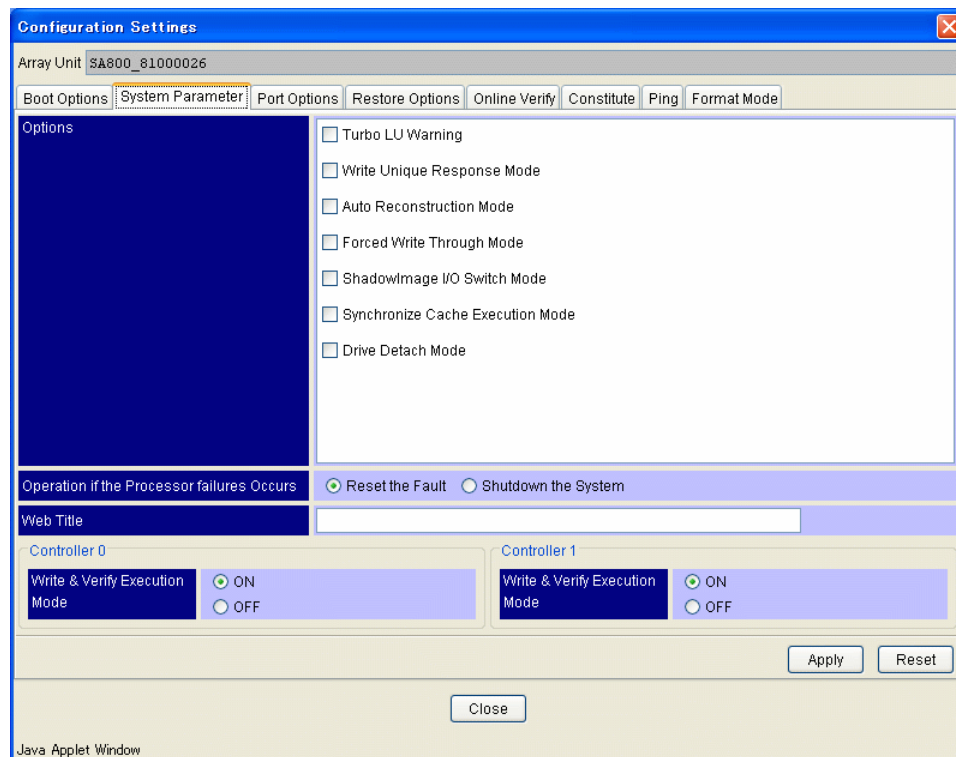 Configuration Settings
Array Unit SA800_81000026
Boot Options System Parameter Port Options Restore Options Online Verify Constitute Ping Format Mode
Options
Turbo LU Warning
Write Unique Response Mode
Auto Reconstruction Mode
Forced Write Through Mode
ShadowImage I/O Switch Mode
Synchronize Cache Execution Mode
Drive Detach Mode
Operation if the Processor failures Occurs Reset the Fault Shutdown the System
Web Title
Controller 0 Controller 1
Write & Verify Execution ON Write & Verify Execution ON
Mode OFF Mode OFF
Apply Reset
Close
Java Applet Window